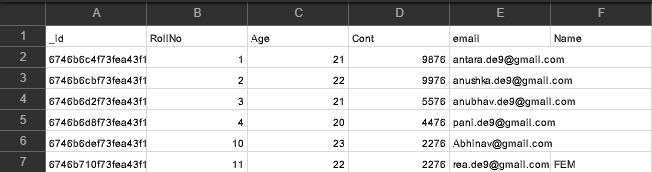 A B C D E F
1 _id RollNo Age Cont email Name
2 6746b6c4f73fea43f1 1 21 9876 antara.de9@gmail.com
3 6746b6cbf73fea43f1 2 22 9976 anushka.de9@gmail.com
4 6746b6d2f73fea43f1 3 21 5576 anubhav.de9@gmail.com
5 6746b6d8f73fea43f1 4 20 4476 pani.de9@gmail.com
6 6746b6def73fea43f1 10 23 2276 Abhinav@gmail.com
7 6746b710f73fea43f1 11 22 2276 rea.de9@gmail.com FEM